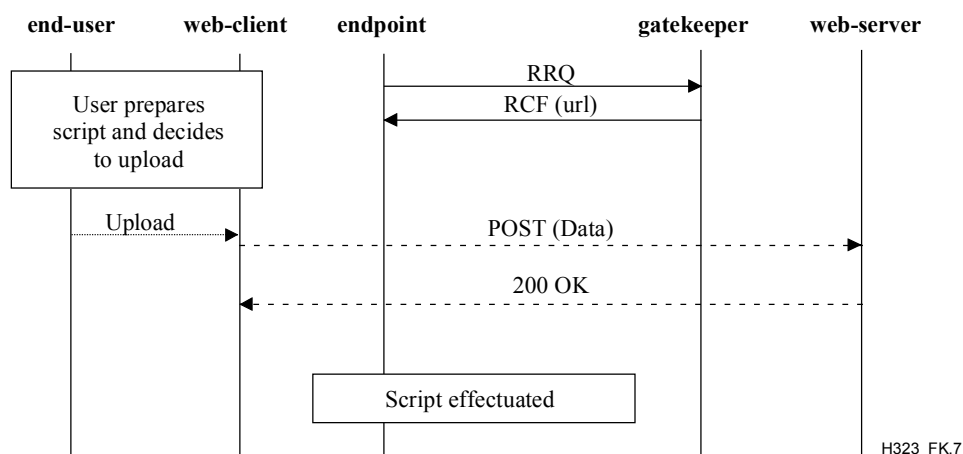 end-user web-client endpoint gatekeeper web-server
RRQ
RCF (url)
User prepares
script and decides
to upload
Upload
POST (Data)
200 OK
Script effectuated
H323_FK.7